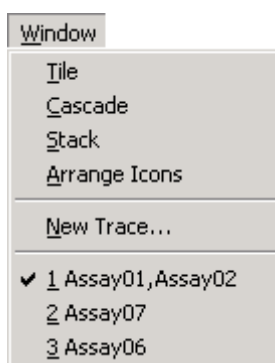 Window
Tile
Cascade
Stack
Arrange Icons
New Trace...
✔ 1 Assay01,Assay02
2 Assay07
3 Assay06